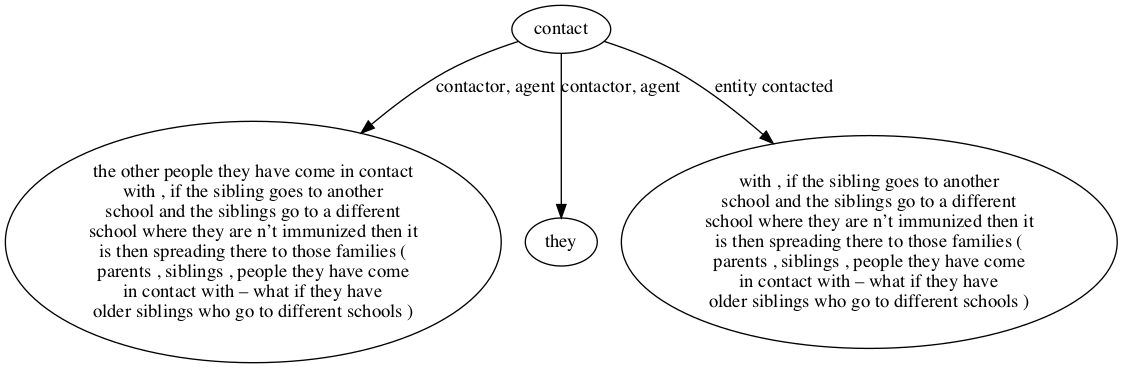 contact
contactor, agent
contactor, agent
entity contacted
the other people they have come in contact
with , if the sibling goes to another
school and the siblings go to a different
school where they are n’t immunized then it
is then spreading there to those families (
parents , siblings , people they have come
in contact with – what if they have
older siblings who go to different schools )
they
with , if the sibling goes to another
school and the siblings go to a different
school where they are n’t immunized then it
is then spreading there to those families (
parents , siblings , people they have come
in contact with – what if they have
older siblings who go to different schools )